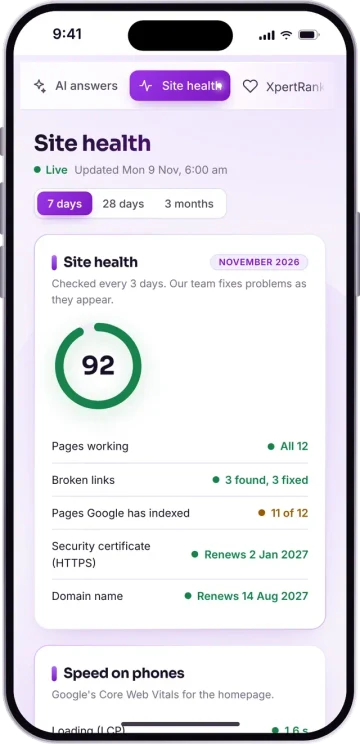 9:41
AI answers
Site health
XpertRank
Site health
Live Updated Mon 9 Nov, 6:00 am
7 days 28 days 3 months
Site health
NOVEMBER 2026
Checked every 3 days. Our team fixes problems as
they appear.
92
Pages working All 12
Broken links 3 found, 3 fixed
Pages Google has indexed 11 of 12
Security certificate
(HTTPS)
Renews 2 Jan 2027
Domain name Renews 14 Aug 2027
Speed on phones
Google's Core Web Vitals for the homepage.
Loading (LCP) 1.6 s